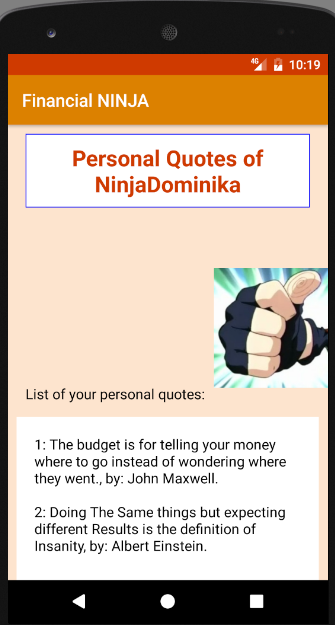 4G 10:19
Financial NINJA
Personal Quotes of
NinjaDominika
List of your personal quotes:
1: The budget is for telling your money
where to go instead of wondering where
they went., by: John Maxwell.
2: Doing The Same things but expecting
different Results is the definition of
Insanity, by: Albert Einstein.